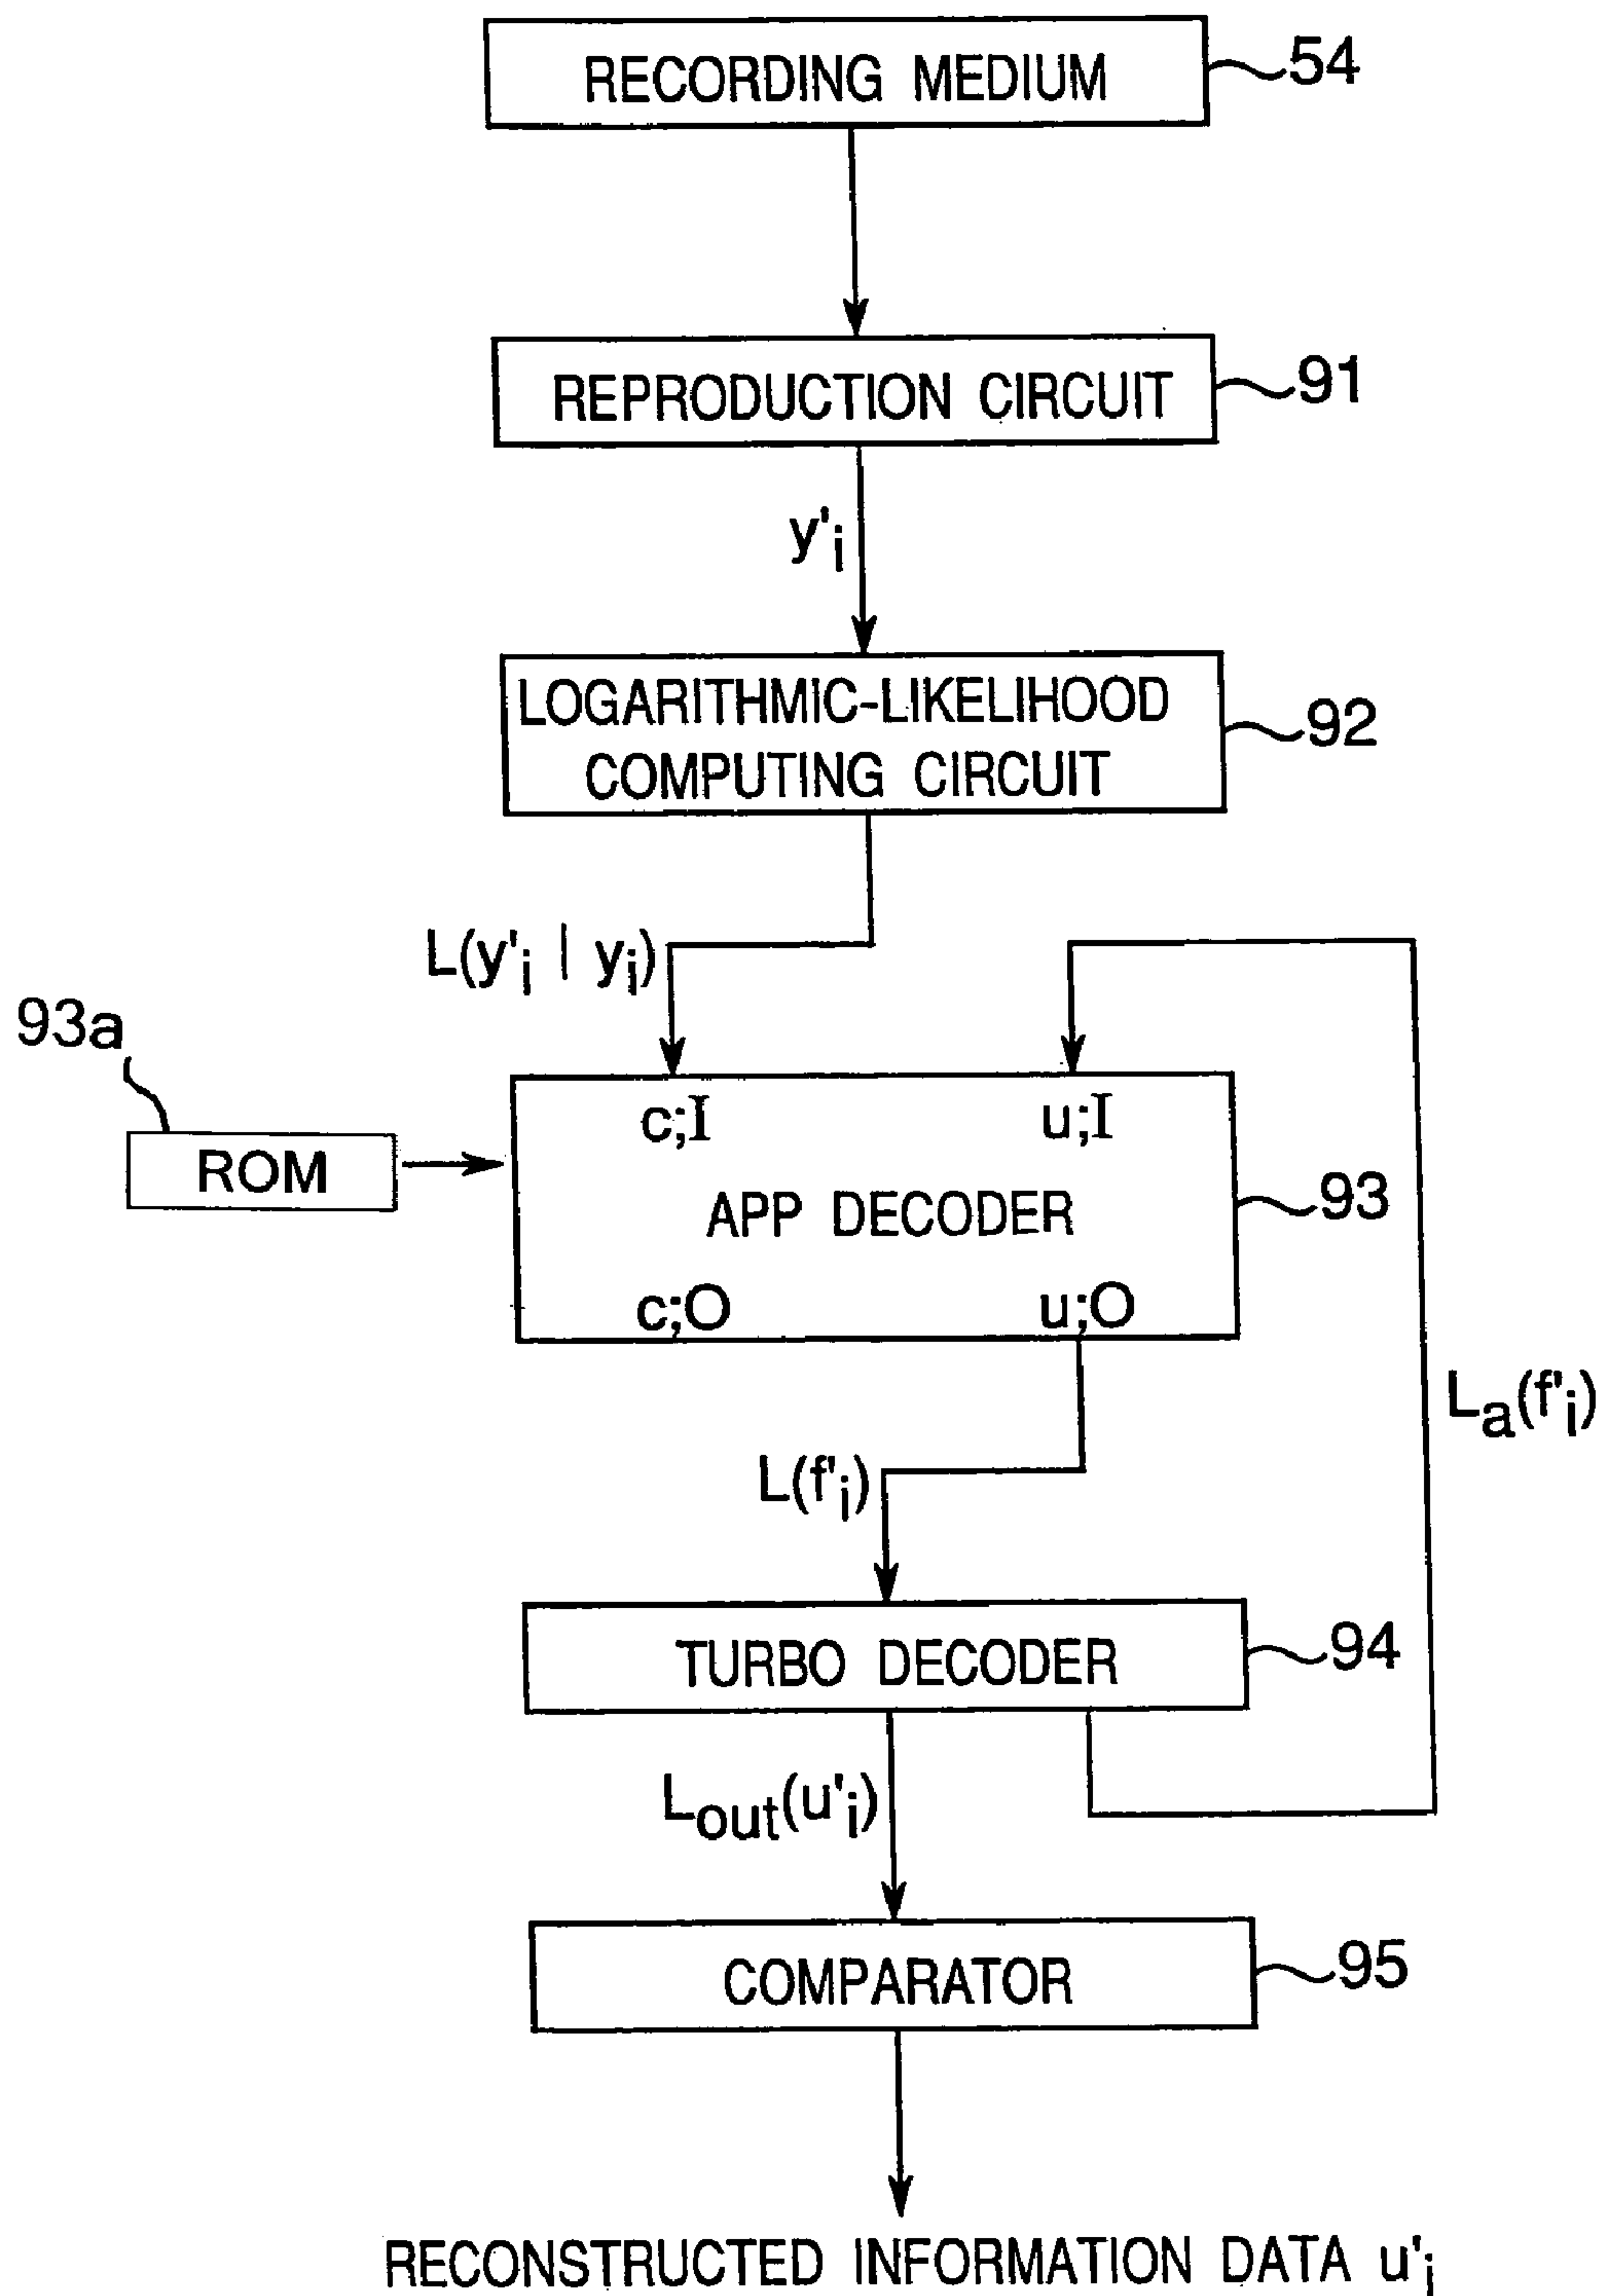 RECORDING MEDIUM
54
REPRODUCTION CIRCUIT
91
y'i
LOGARITHMIC-LIKELIHOOD
COMPUTING CIRCUIT
92
L(y'i | yi)
93a
ROM
c;I
u;I
APP DECODER
93
c;O
u;O
La(f'i)
L(f'i)
TURBO DECODER
94
Lout(u'i)
COMPARATOR
95
RECONSTRUCTED INFORMATION DATA u'i